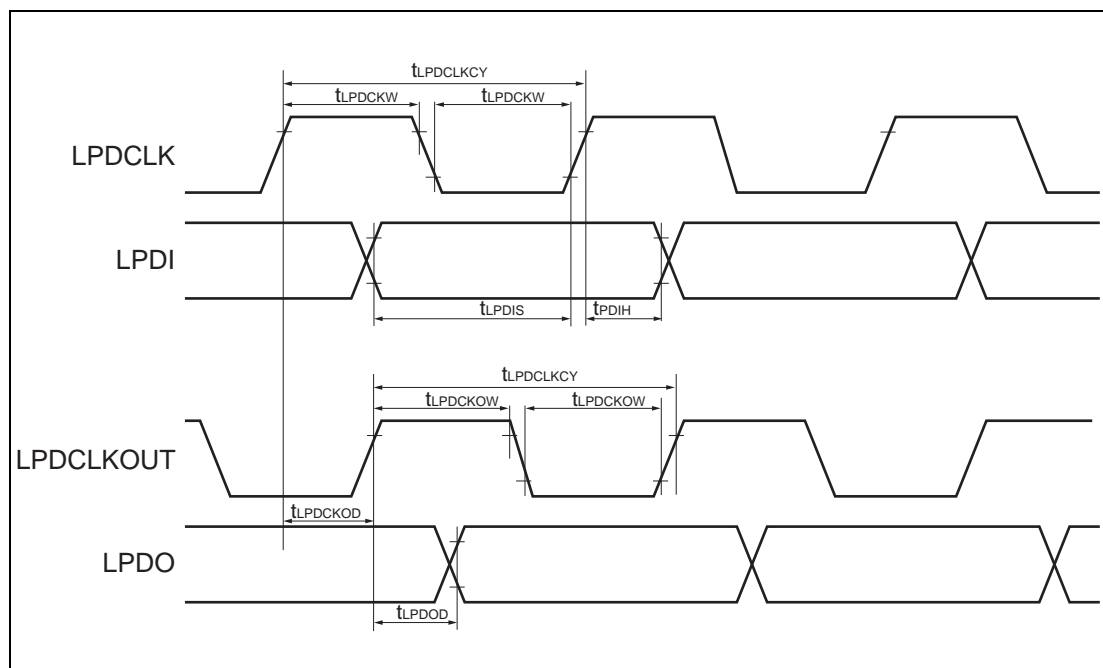 tLPDCLKCY
tLPDCKW
tLPDCKW
LPDCLK
LPDI
tLPDIS
tPDIH
tLPDCLKCY
tLPDCKOW
tLPDCKOW
LPDCLKOUT
tLPDCKOD
LPDO
tLPDOD